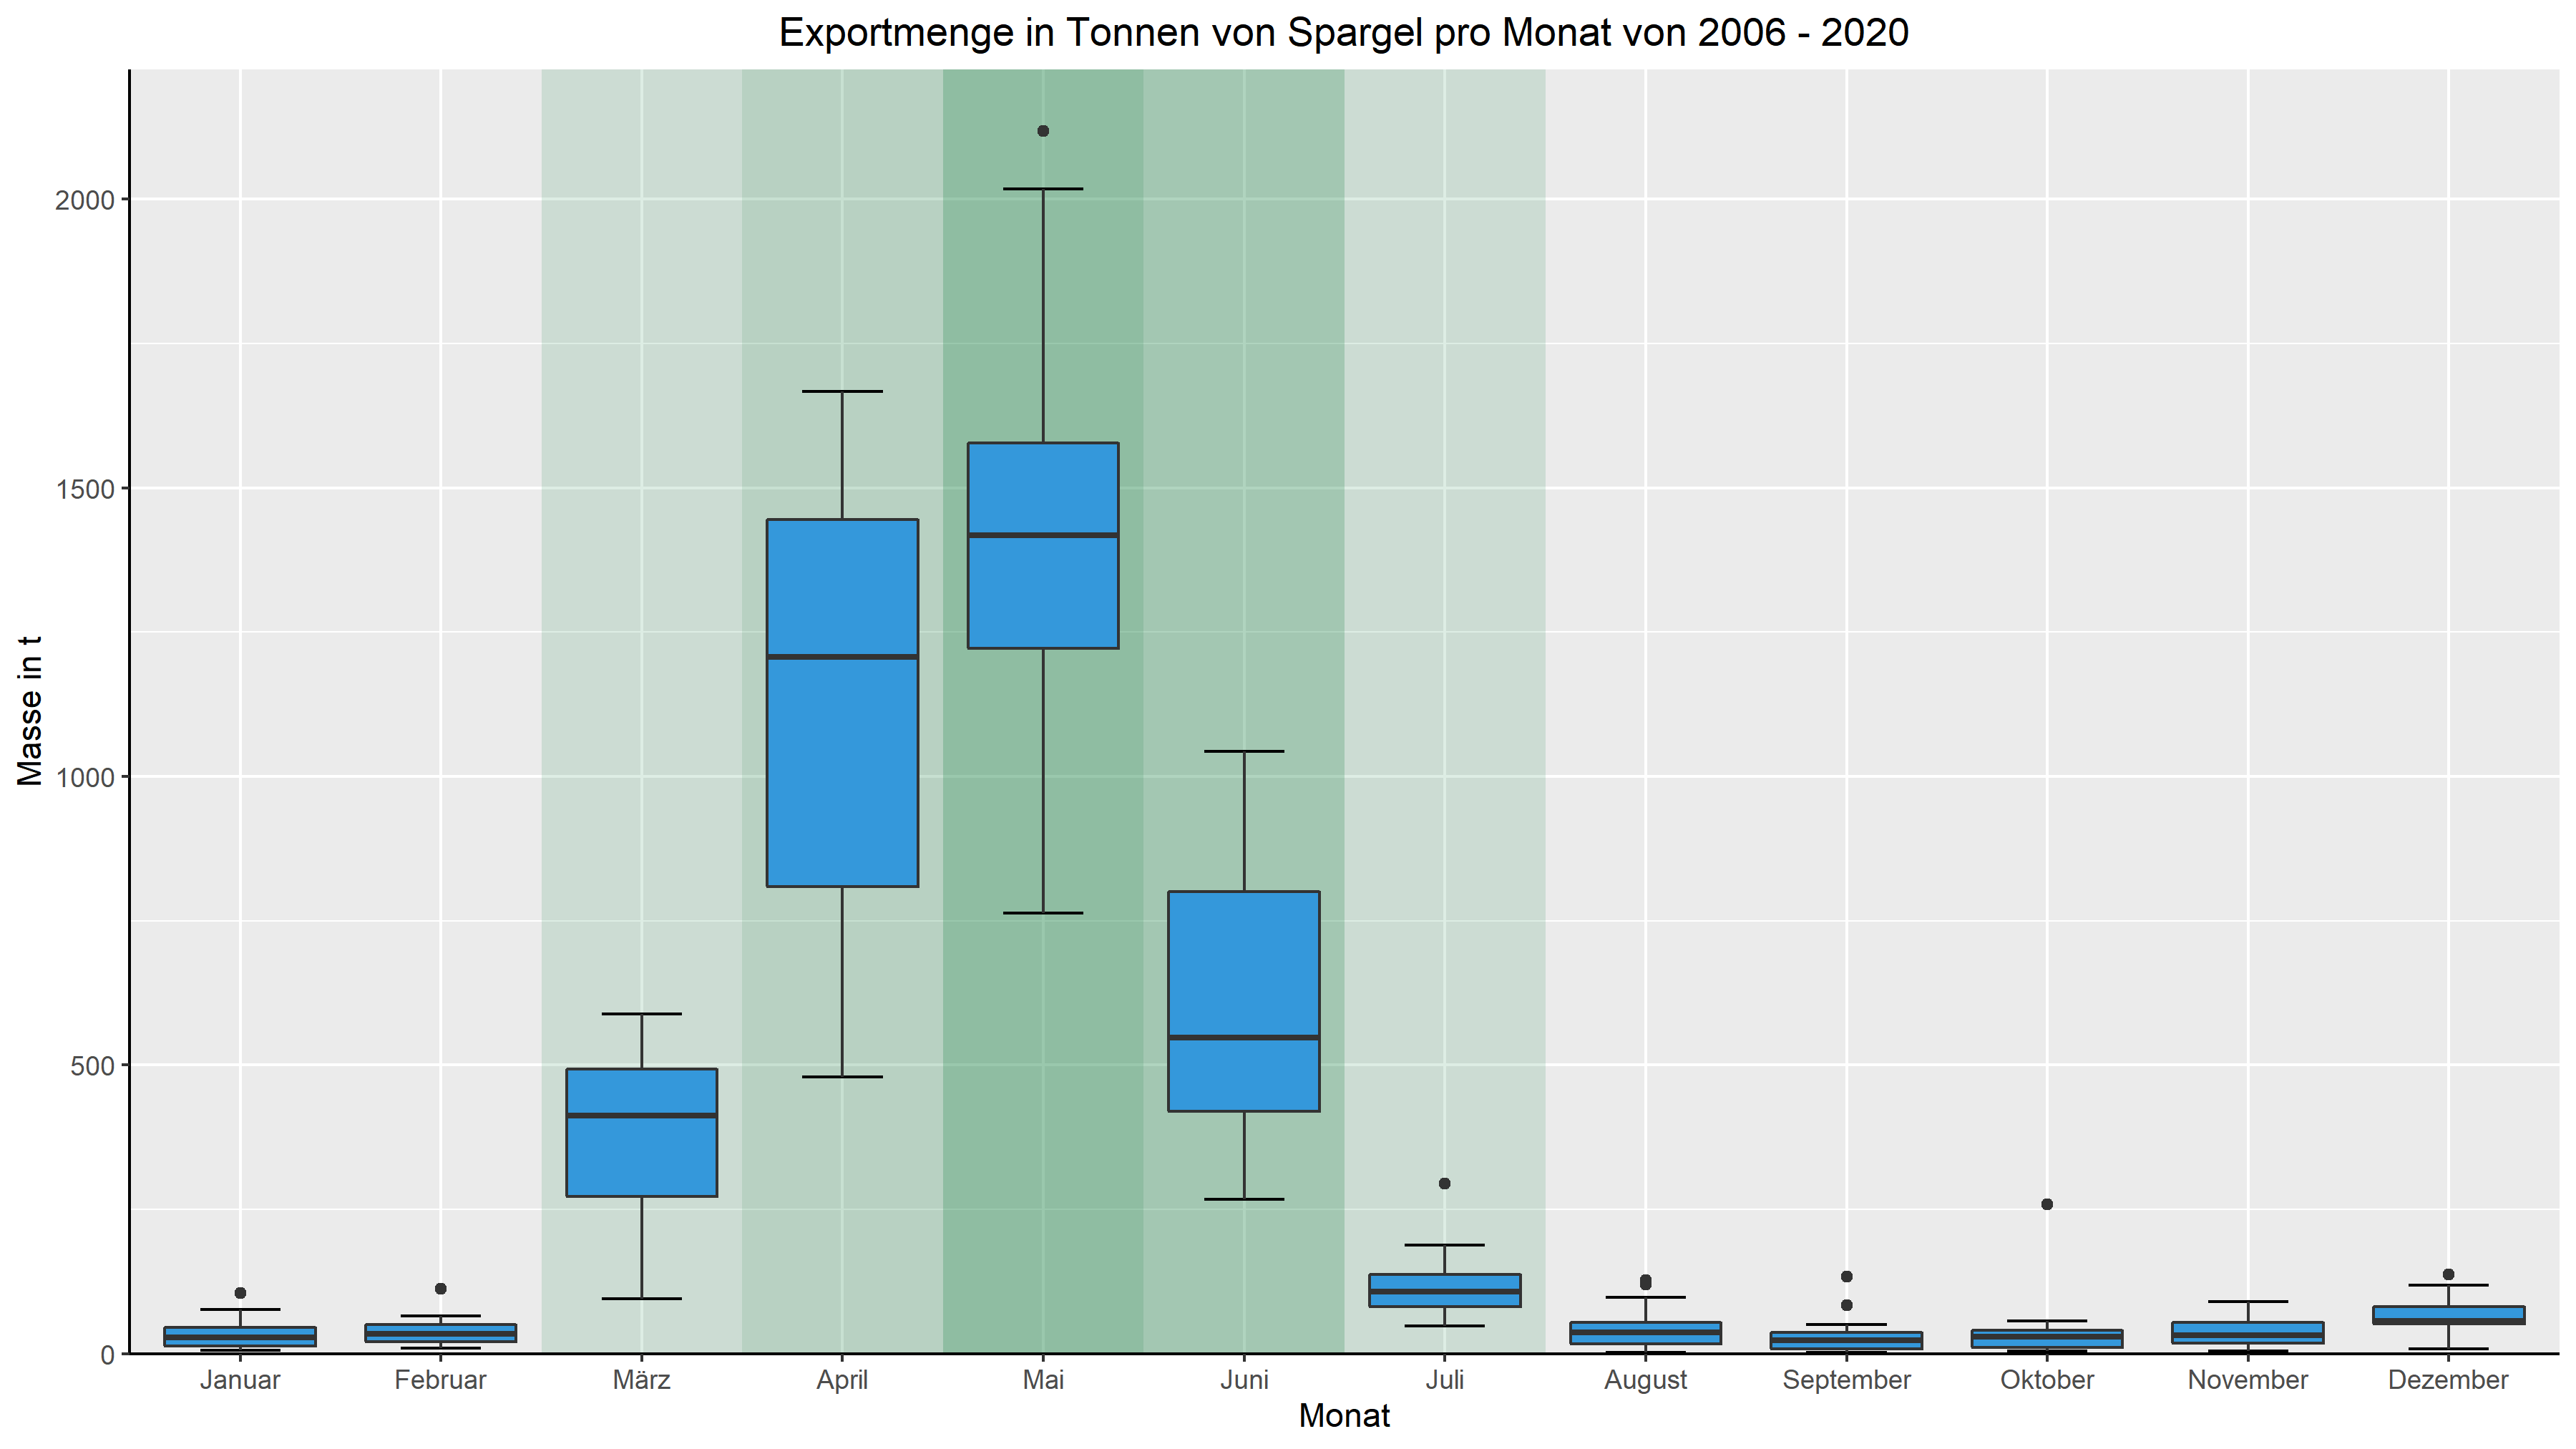 Exportmenge in Tonnen von Spargel pro Monat von 2006 - 2020
Masse in t
2000
1500
1000
500
0
Januar Februar März April Mai Juni Juli August September Oktober November Dezember
Monat